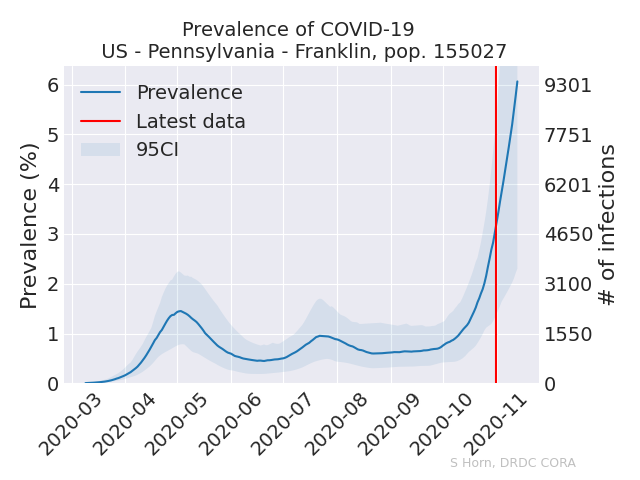 Prevalence of COVID-19
US - Pennsylvania - Franklin, pop. 155027
Prevalence
Latest data
95CI
Prevalence (%)
6
5
4
3
2
1
0
9301
7751
6201
4650
3100
1550
0
# of infections
2020-03
2020-04
2020-05
2020-06
2020-07
2020-08
2020-09
2020-10
2020-11
S Horn, DRDC CORA